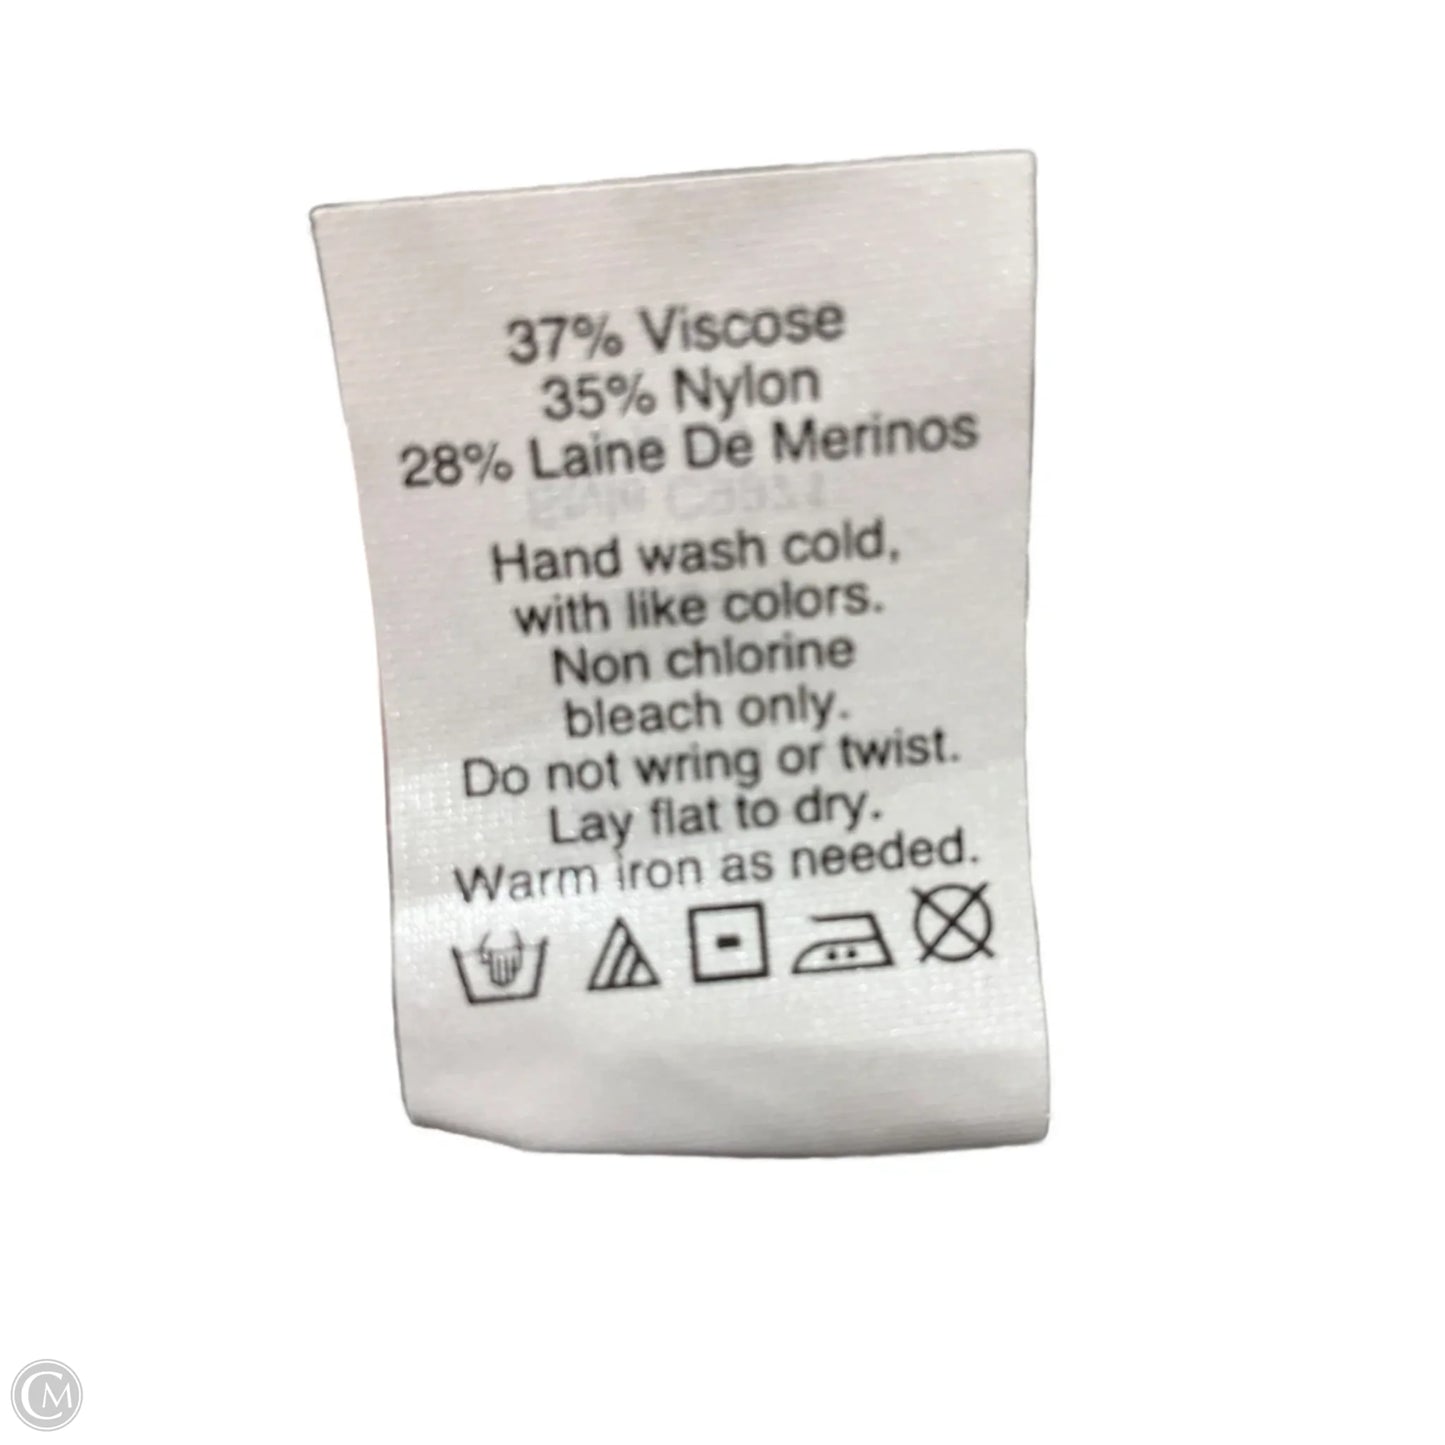 37% Viscose
35% Nylon
28% Laine De Merinos
Hand wash cold,
with like colors.
Non chlorine
bleach only.
Do not wring or twist.
Lay flat to dry.
Warm iron as needed.
CM